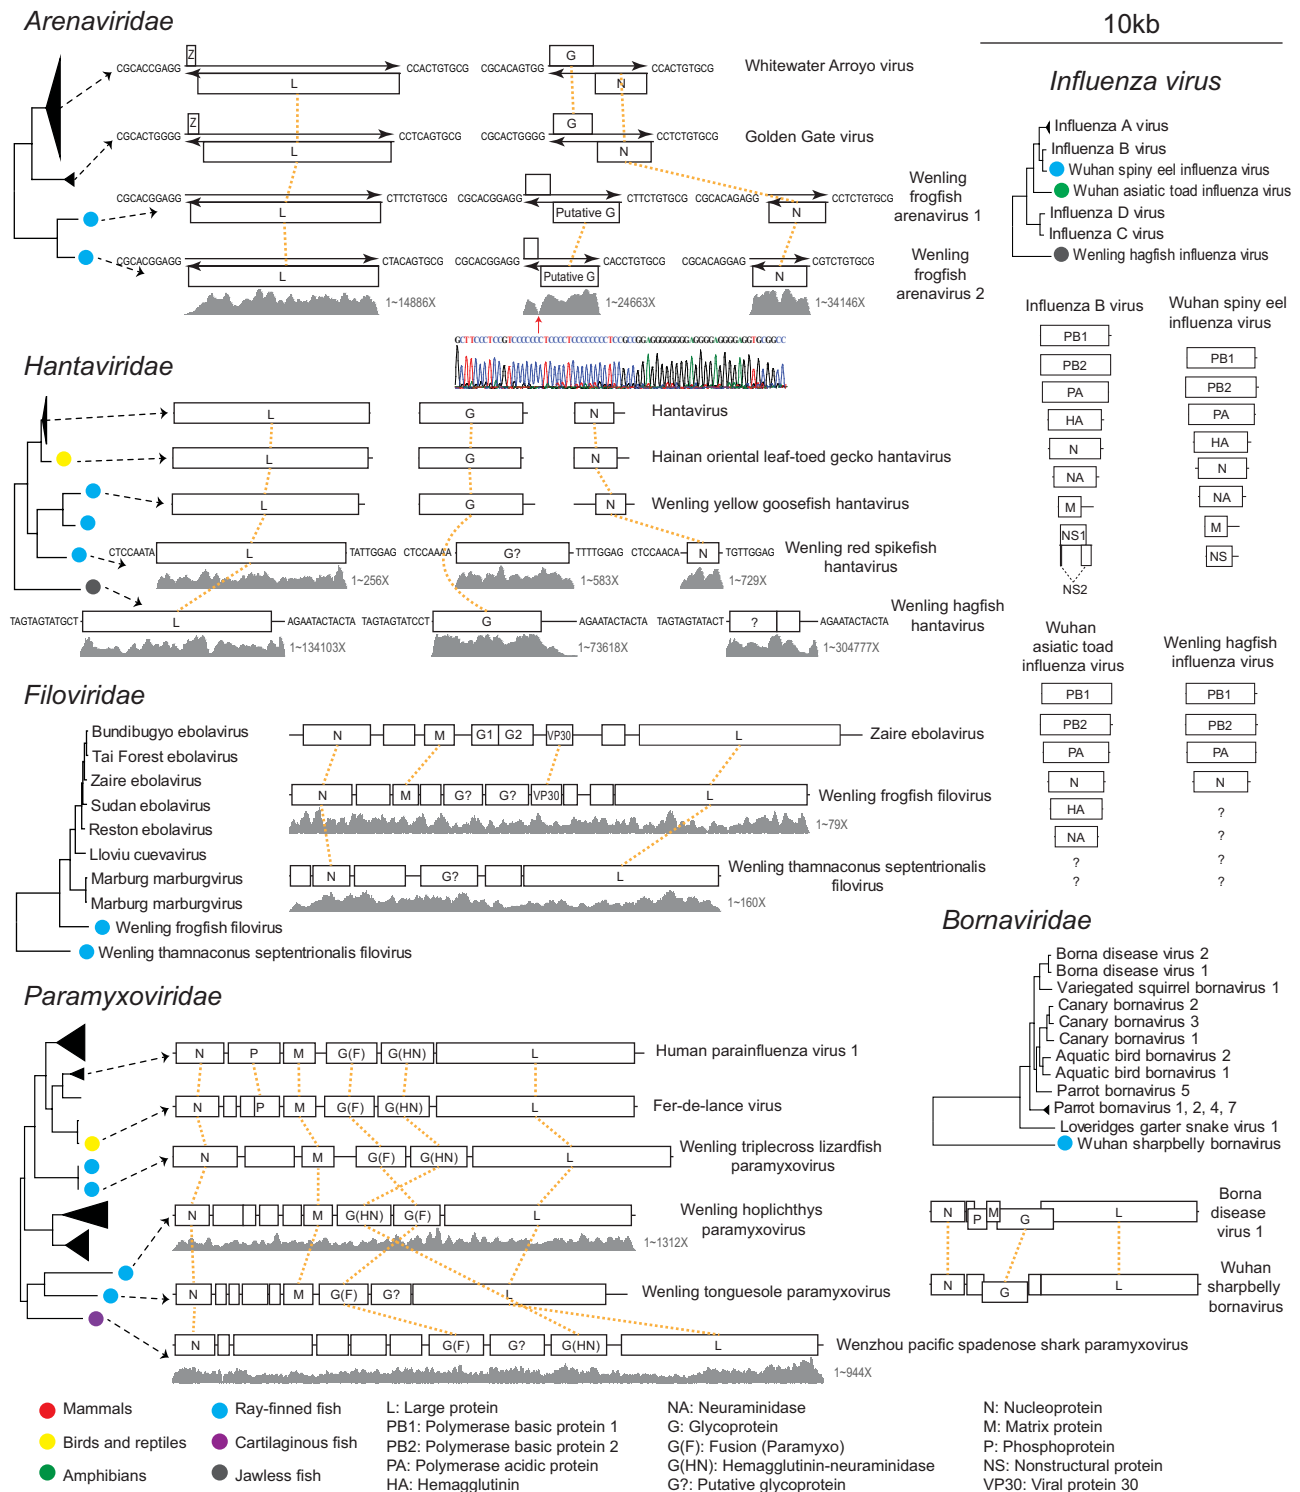 Arenaviridae
CGCACCGAGG Z L CCACTGTGCG CGCACAGTGG G N CCACTGTGCG Whitewater Arroyo virus
CGCACTGGGG Z L CCTCAGTGCG CGCACTGGGG G N CCTCTGTGCG Golden Gate virus
CGCACGGAGG L CTTCTGTGCG CGCACGGAGG Putative G CTTCTGTGCG CGCACAGAGG N CCTCTGTGCG
Wenling
frogfish
arenavirus 1
CGCACGGAGG L CTACAGTGCG CGCACGGAGG Putative G CACCTGTGCG CGCACAGGAG N CGTCTGTGCG
Wenling
frogfish
arenavirus 2
1~14886X 1~24663X 1~34146X
Hantaviridae
L G N Hantavirus
L G N Hainan oriental leaf-toed gecko hantavirus
L G N Wenling yellow goosefish hantavirus
CTCCAATA L TATTGGAG CTCCAAAA G? TTTTGGAG CTCCAACA N TGTTGGAG
Wenling red spikefish
hantavirus
1~256X 1~583X 1~729X
TAGTAGTATGCT L AGAATACTACTA TAGTAGTATCCT G AGAATACTACTA TAGTAGTATACT ? AGAATACTACTA
Wenling hagfish
hantavirus
1~134103X 1~73618X 1~304777X
Filoviridae
Bundibugyo ebolavirus
Tai Forest ebolavirus
Zaire ebolavirus
Sudan ebolavirus
Reston ebolavirus
Lloviu cuevavirus
Marburg marburgvirus
Marburg marburgvirus
Wenling frogfish filovirus
Wenling thamnaconus septentrionalis filovirus
N M G1 G2 VP30 L Zaire ebolavirus
N M G? G? VP30 L Wenling frogfish filovirus
1~79X
N G? L
Wenling thamnaconus septentrionalis
filovirus
1~160X
Paramyxoviridae
N P M G(F) G(HN) L Human parainfluenza virus 1
N P M G(F) G(HN) L Fer-de-lance virus
N M G(F) G(HN) L
Wenling triplecross lizardfish
paramyxovirus
N M G(HN) G(F) L
Wenling hoplichthys
paramyxovirus
1~1312X
N M G(F) G? L Wenling tonguesole paramyxovirus
N G(F) G? G(HN) L Wenzhou pacific spadenose shark paramyxovirus
1~944X
10kb
Influenza virus
Influenza A virus
Influenza B virus
Wuhan spiny eel influenza virus
Wuhan asiatic toad influenza virus
Influenza D virus
Influenza C virus
Wenling hagfish influenza virus
Influenza B virus
PB1
PB2
PA
HA
N
NA
M
NS1
NS2
Wuhan spiny eel
influenza virus
PB1
PB2
PA
HA
N
NA
M
NS
Wuhan
asiatic toad
influenza virus
PB1
PB2
PA
N
HA
NA
?
?
Wenling hagfish
influenza virus
PB1
PB2
PA
N
?
?
?
?
Bornaviridae
Borna disease virus 2
Borna disease virus 1
Variegated squirrel bornavirus 1
Canary bornavirus 2
Canary bornavirus 3
Canary bornavirus 1
Aquatic bird bornavirus 2
Aquatic bird bornavirus 1
Parrot bornavirus 5
Parrot bornavirus 1, 2, 4, 7
Loveridges garter snake virus 1
Wuhan sharpbelly bornavirus
N P M G L
Borna
disease
virus 1
N G L
Wuhan
sharpbelly
bornavirus
Mammals
Birds and reptiles
Amphibians
Ray-finned fish
Cartilaginous fish
Jawless fish
L: Large protein
PB1: Polymerase basic protein 1
PB2: Polymerase basic protein 2
PA: Polymerase acidic protein
HA: Hemagglutinin
NA: Neuraminidase
G: Glycoprotein
G(F): Fusion (Paramyxo)
G(HN): Hemagglutinin-neuraminidase
G?: Putative glycoprotein
N: Nucleoprotein
M: Matrix protein
P: Phosphoprotein
NS: Nonstructural protein
VP30: Viral protein 30